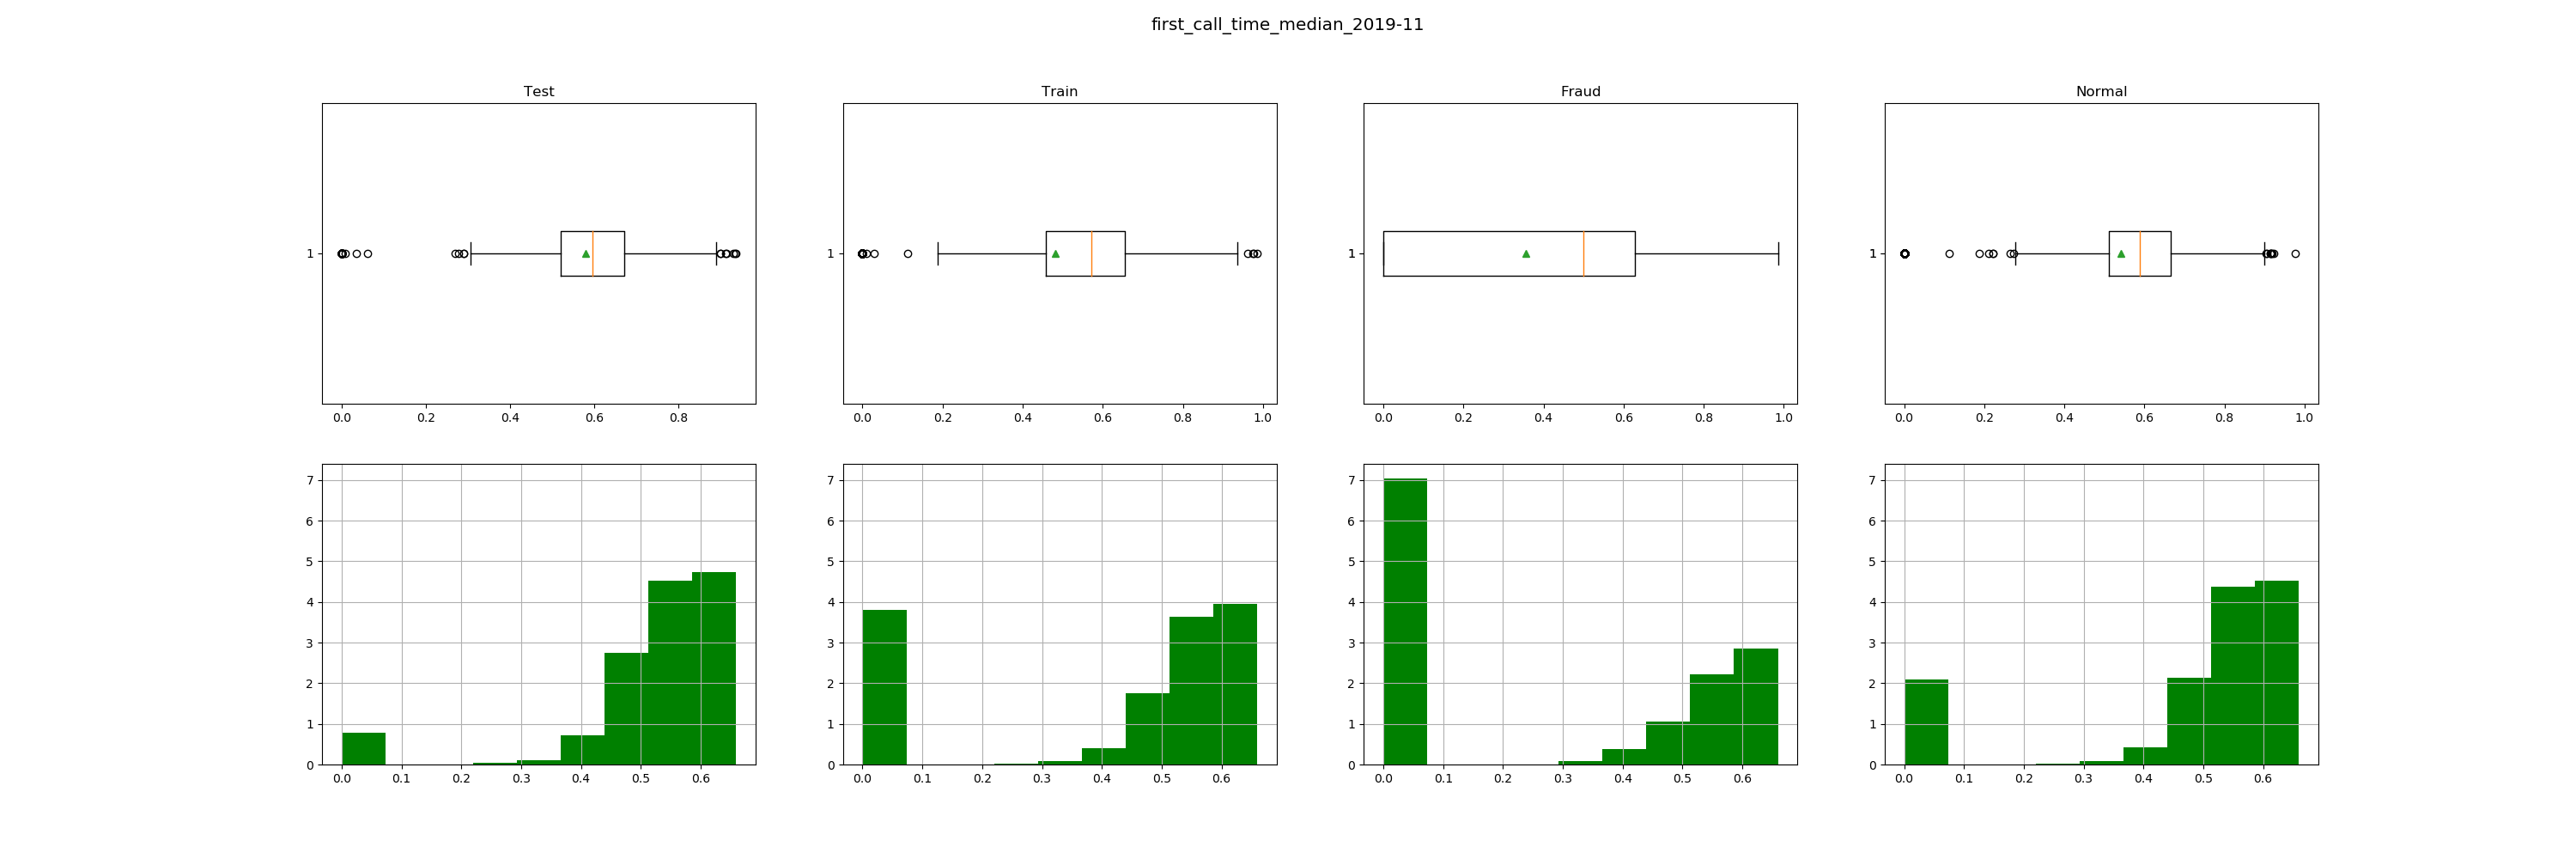 first_call_time_median_2019-11
Test Train Fraud Normal
1 1 1 1
0.0 0.2 0.4 0.6 0.8 0.0 0.2 0.4 0.6 0.8 1.0 0.0 0.2 0.4 0.6 0.8 1.0 0.0 0.2 0.4 0.6 0.8 1.0
7 7 7 7
6 6 6 6
5 5 5 5
4 4 4 4
3 3 3 3
2 2 2 2
1 1 1 1
0 0 0 0
0.0 0.1 0.2 0.3 0.4 0.5 0.6 0.0 0.1 0.2 0.3 0.4 0.5 0.6 0.0 0.1 0.2 0.3 0.4 0.5 0.6 0.0 0.1 0.2 0.3 0.4 0.5 0.6